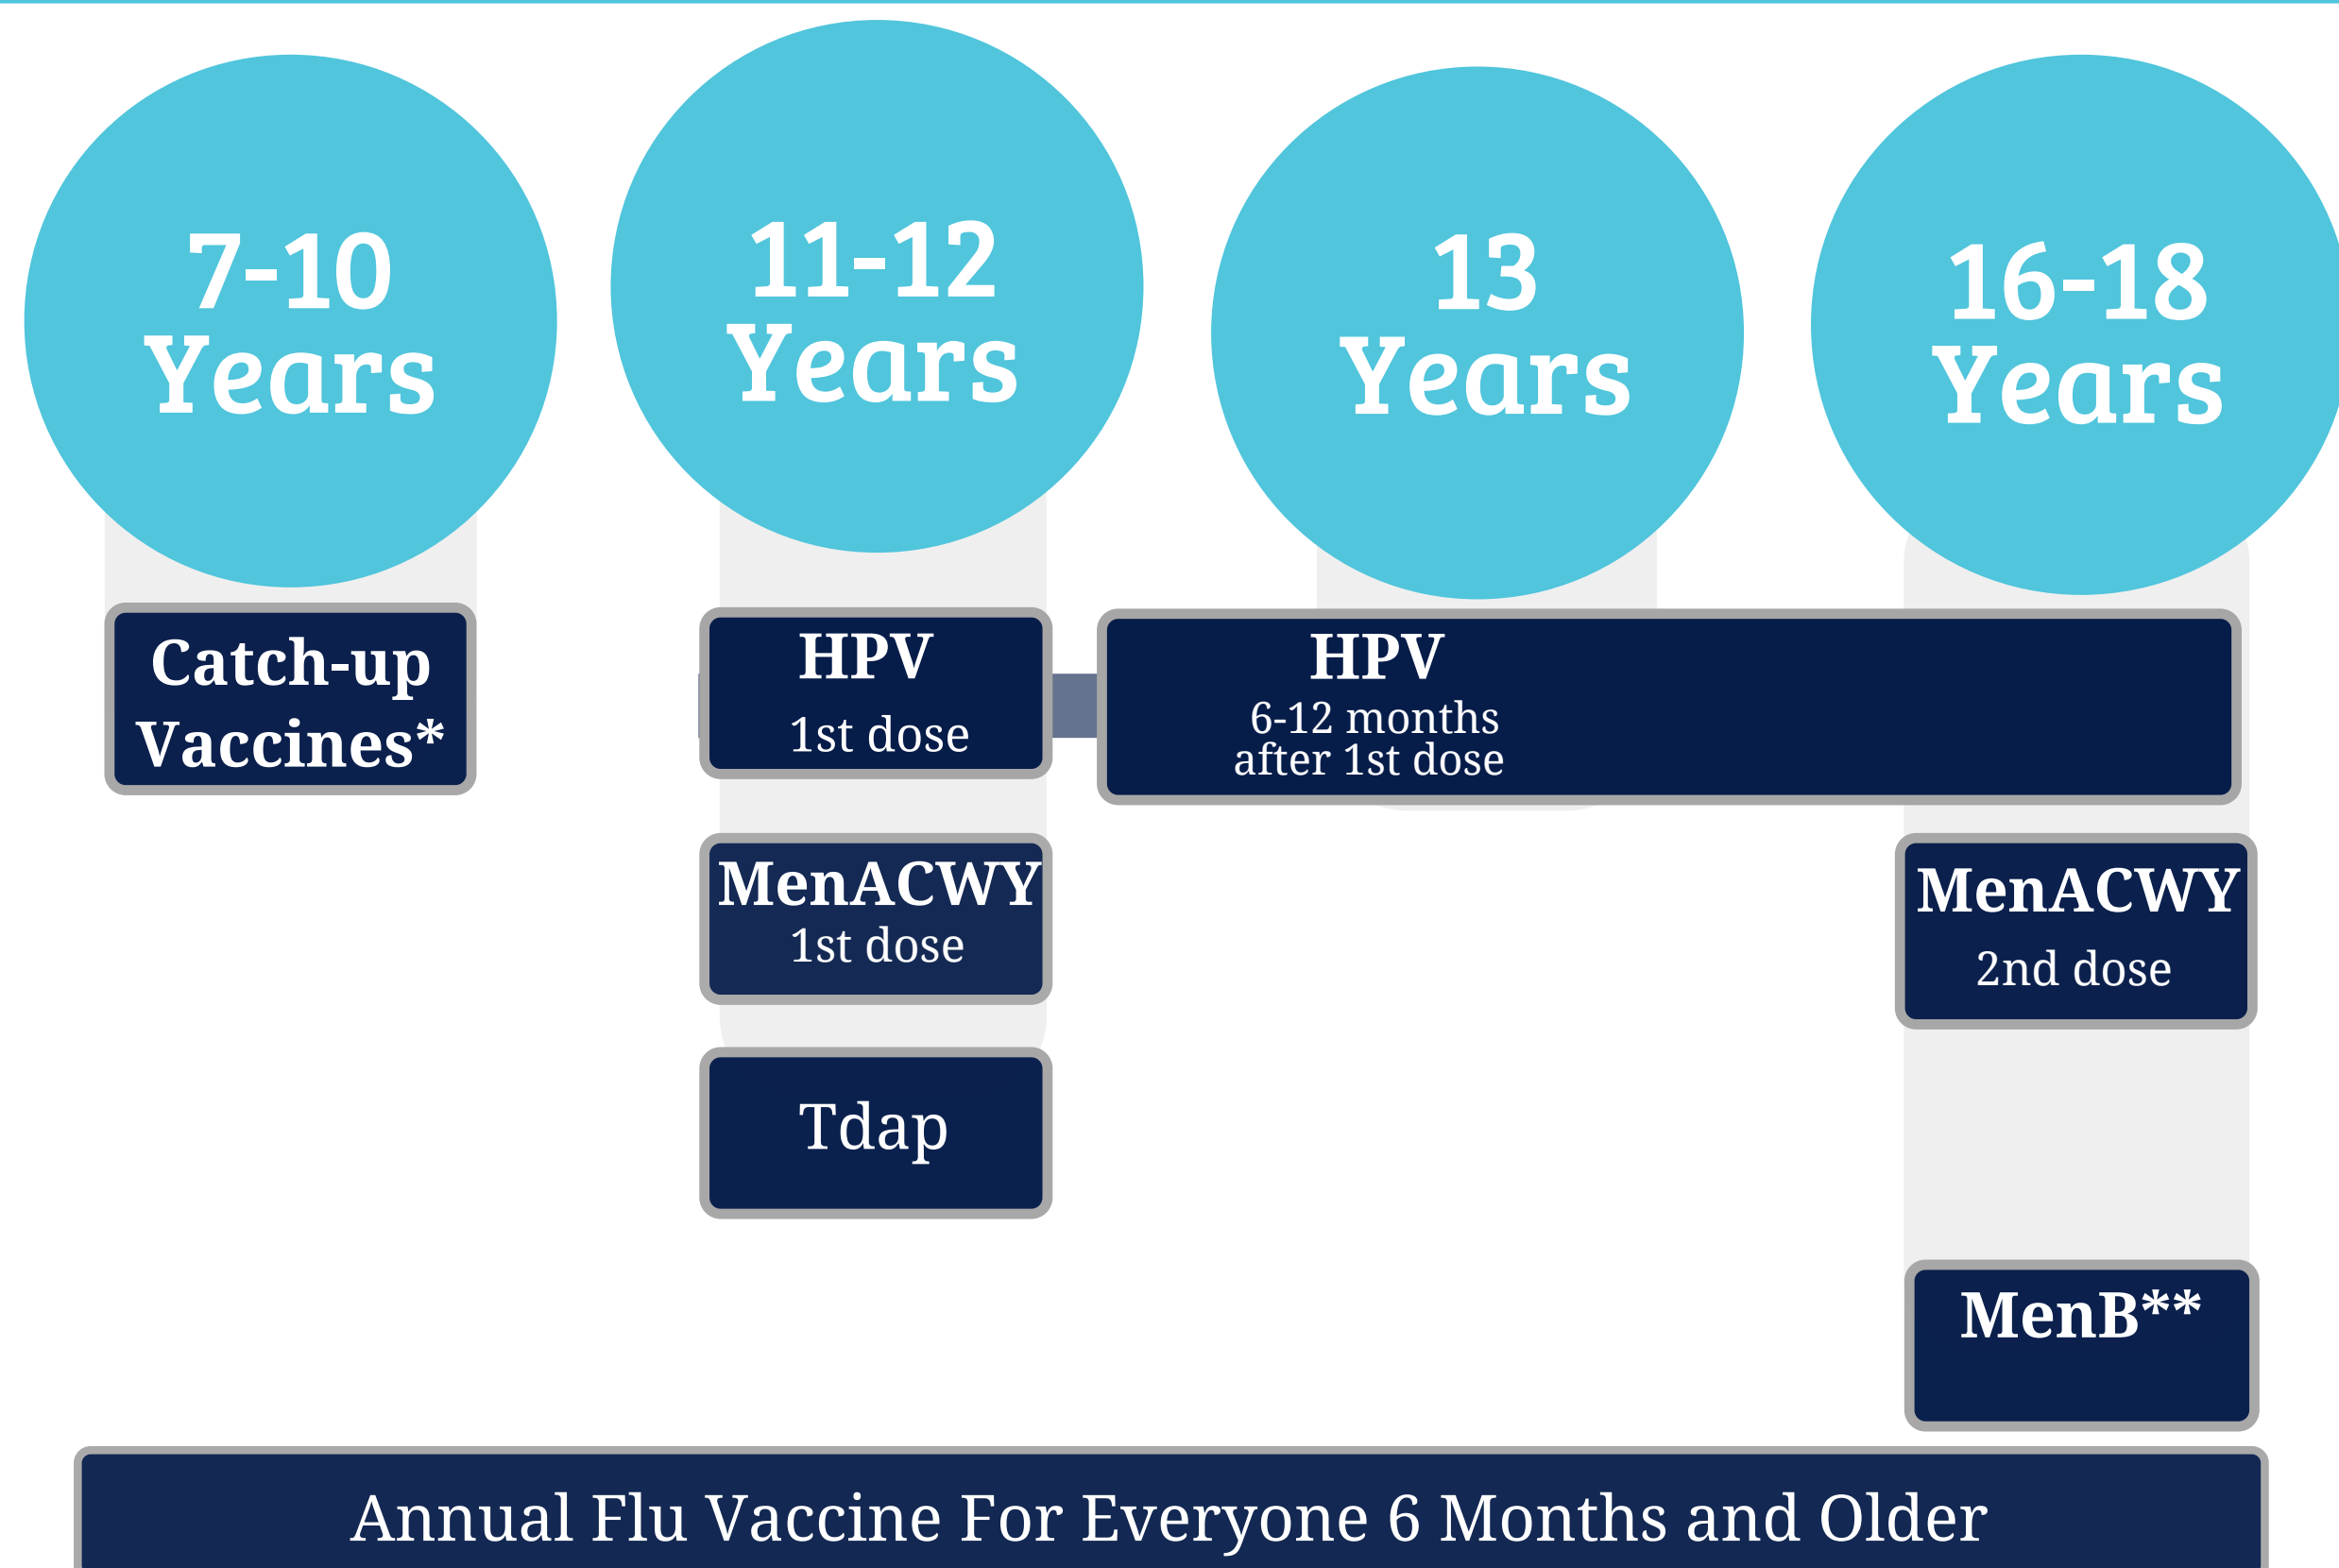 7-10
Years
11-12
Years
13
Years
16-18
Years
Catch-up
Vaccines*
HPV
1st dose
HPV
6-12 months
after 1st dose
MenACWY
1st dose
MenACWY
2nd dose
Tdap
MenB**
Annual Flu Vaccine For Everyone 6 Months and Older